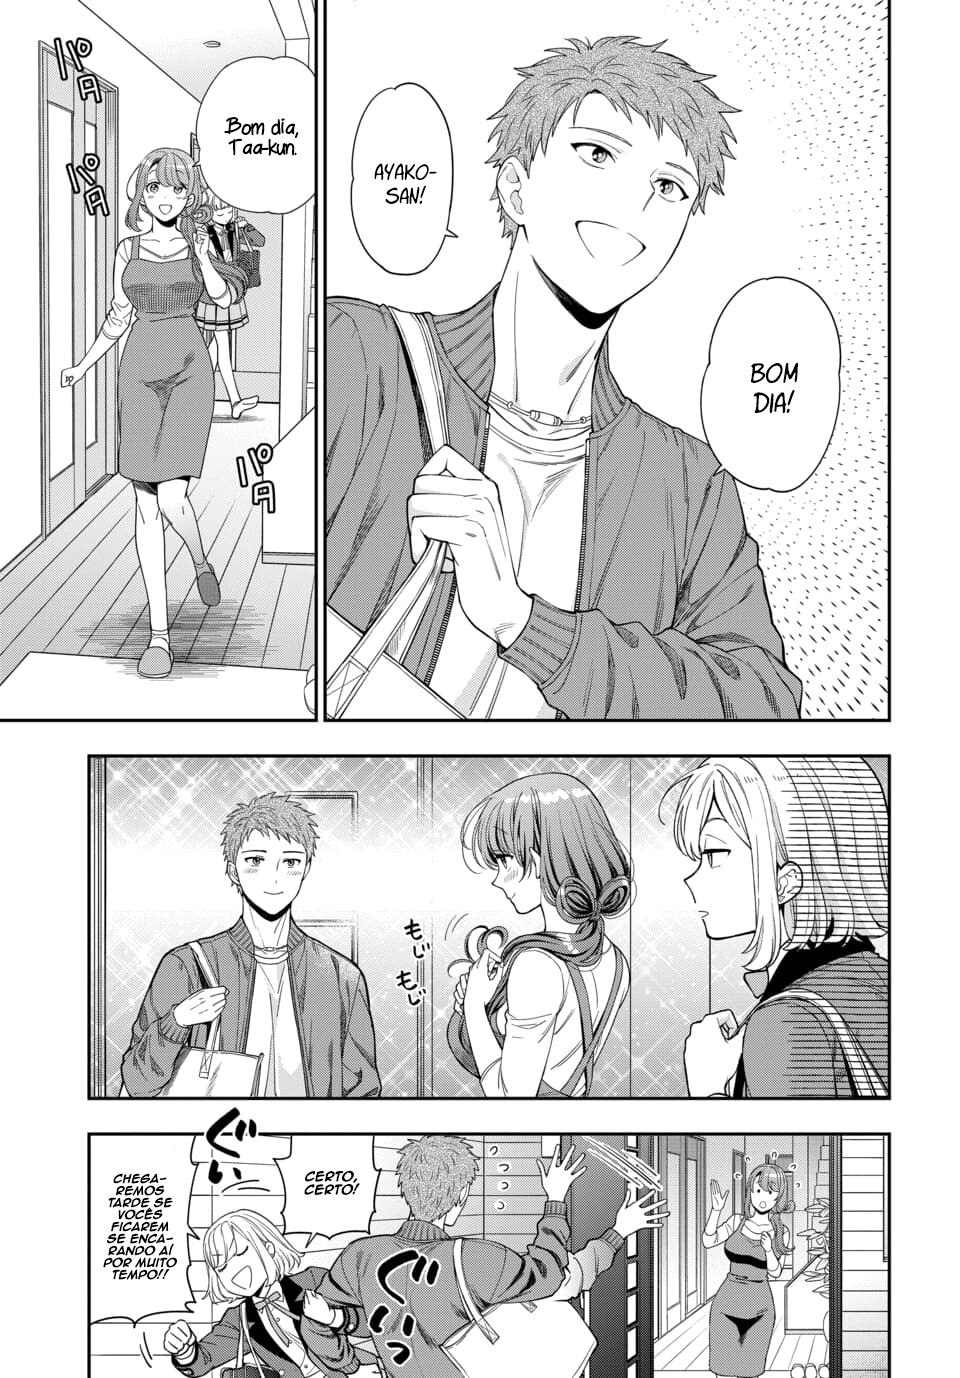 AYAKO-
SAN!
BOM
DIA!
Bom dia,
Taa-kun.
パタ
パタ
パタ
もじ
もじ
CERTO,
CERTO!
CHEGA-
REMOS
TARDE SE
VOCÊS
FICAREM
SE ENCA-
RANDO AÍ
POR MUITO
TEMPO!!
ぐい
ぐい